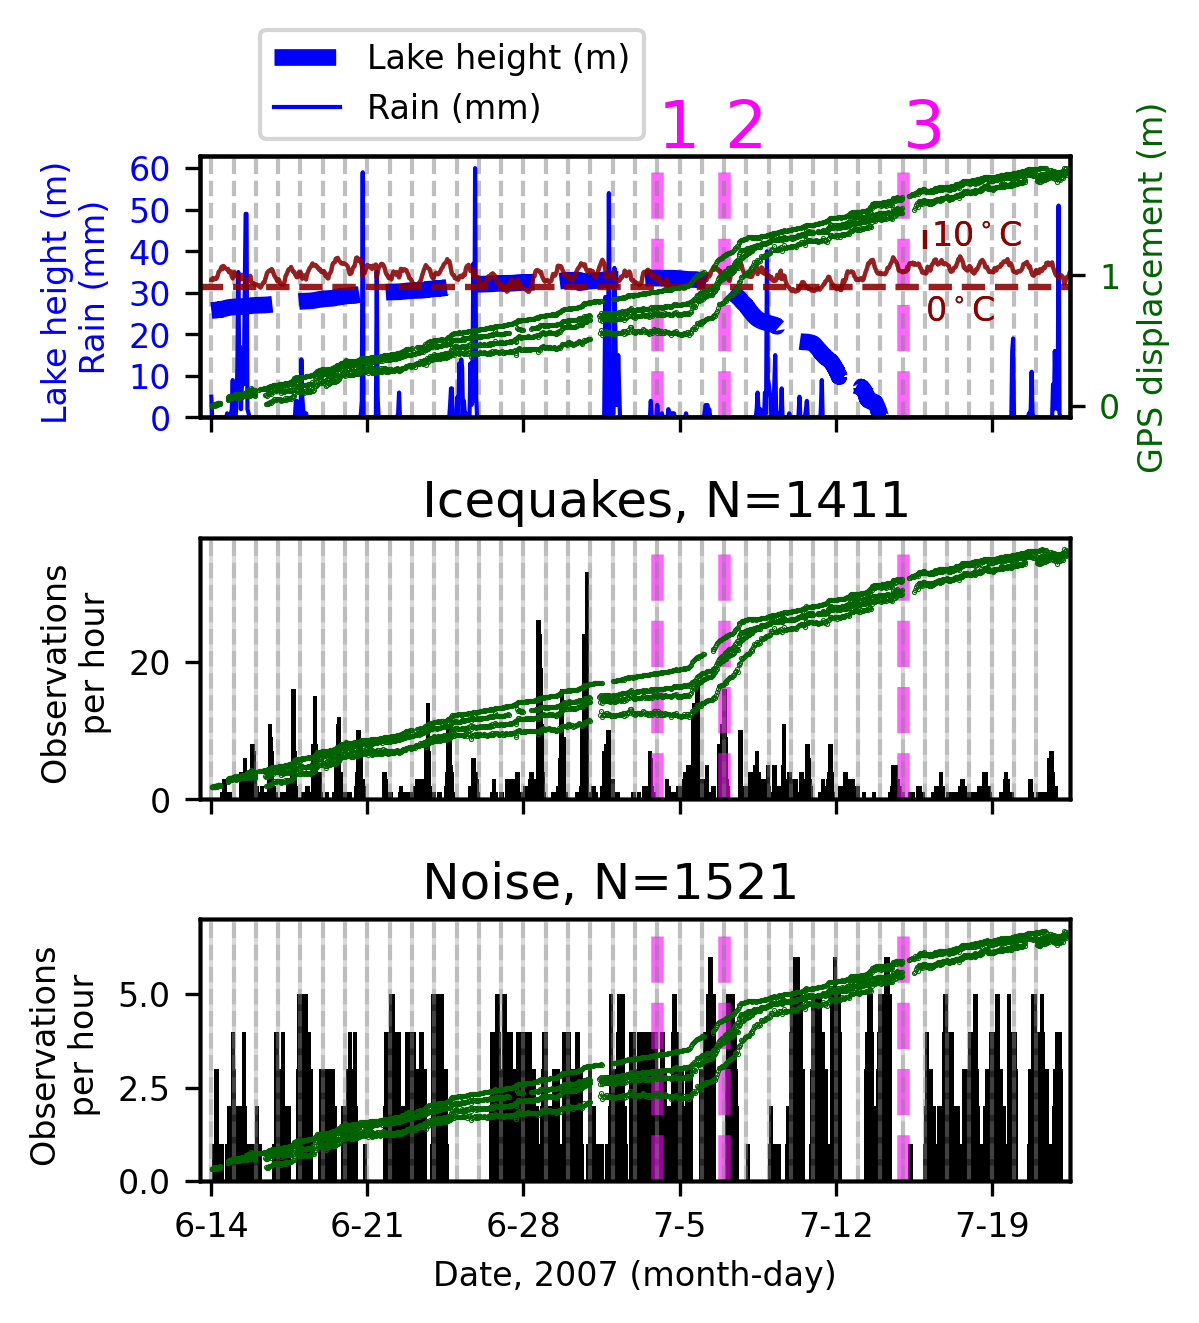 Lake height (m)
Rain (mm)
1 2 3
Lake height (m)
Rain (mm)
60
50
40
30
20
10
0
10°C
0°C
1
0
GPS displacement (m)
Icequakes, N=1411
Observations
per hour
20
0
Noise, N=1521
Observations
per hour
5.0
2.5
0.0
6-14 6-21 6-28 7-5 7-12 7-19
Date, 2007 (month-day)